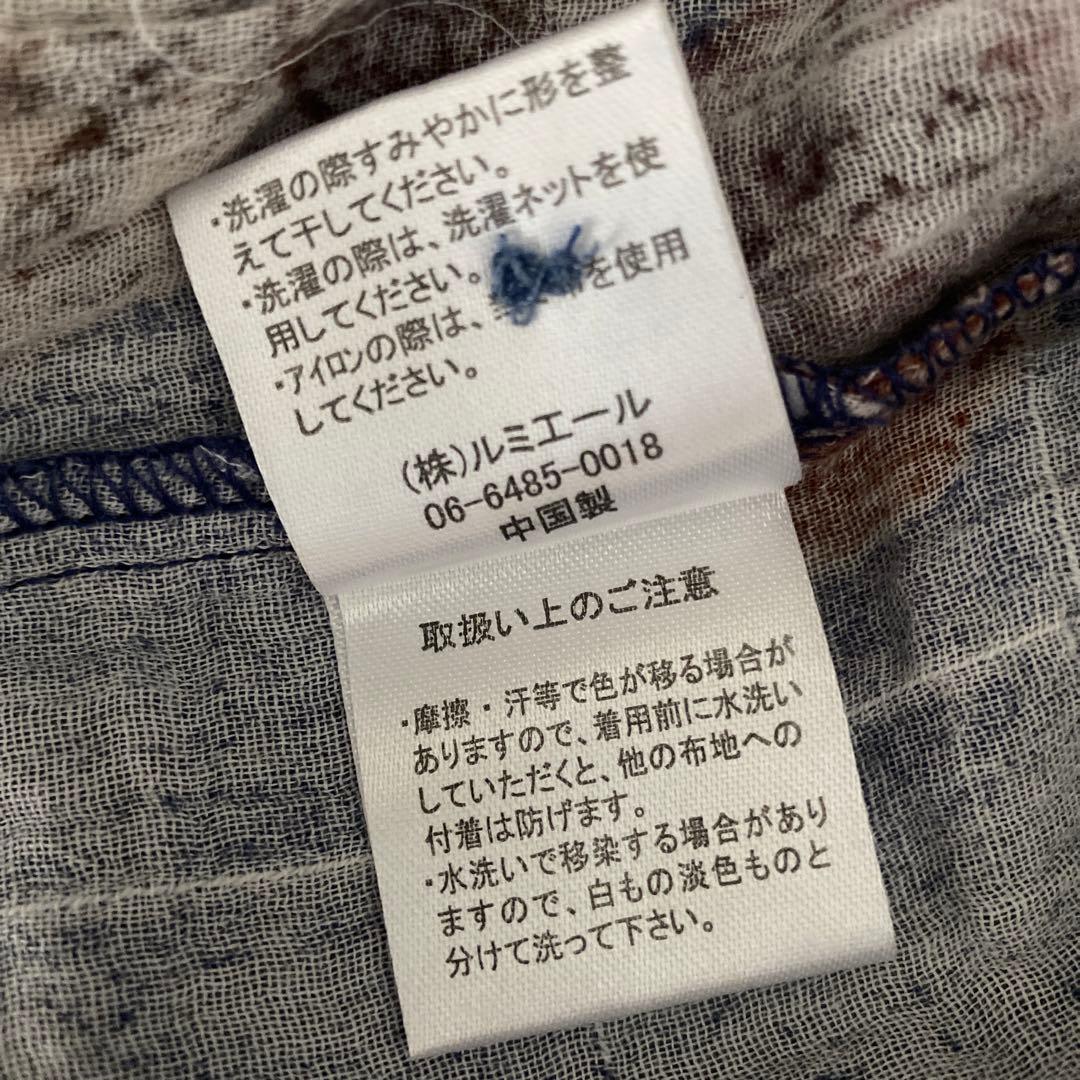 ・洗濯の際すみやかに形を整
えて干してください。
・洗濯の際は、洗濯ネットを使
用してください。
・アイロンの際は、 を使用
してください。
(株)ルミエール
06-6485-0018
中国製
取扱い上のご注意
・摩擦・汗等で色が移る場合が
ありますので、着用前に水洗い
していただくと、他の布地への
付着は防げます。
・水洗いで移染する場合があり
ますので、白もの淡色ものと
分けて洗って下さい。